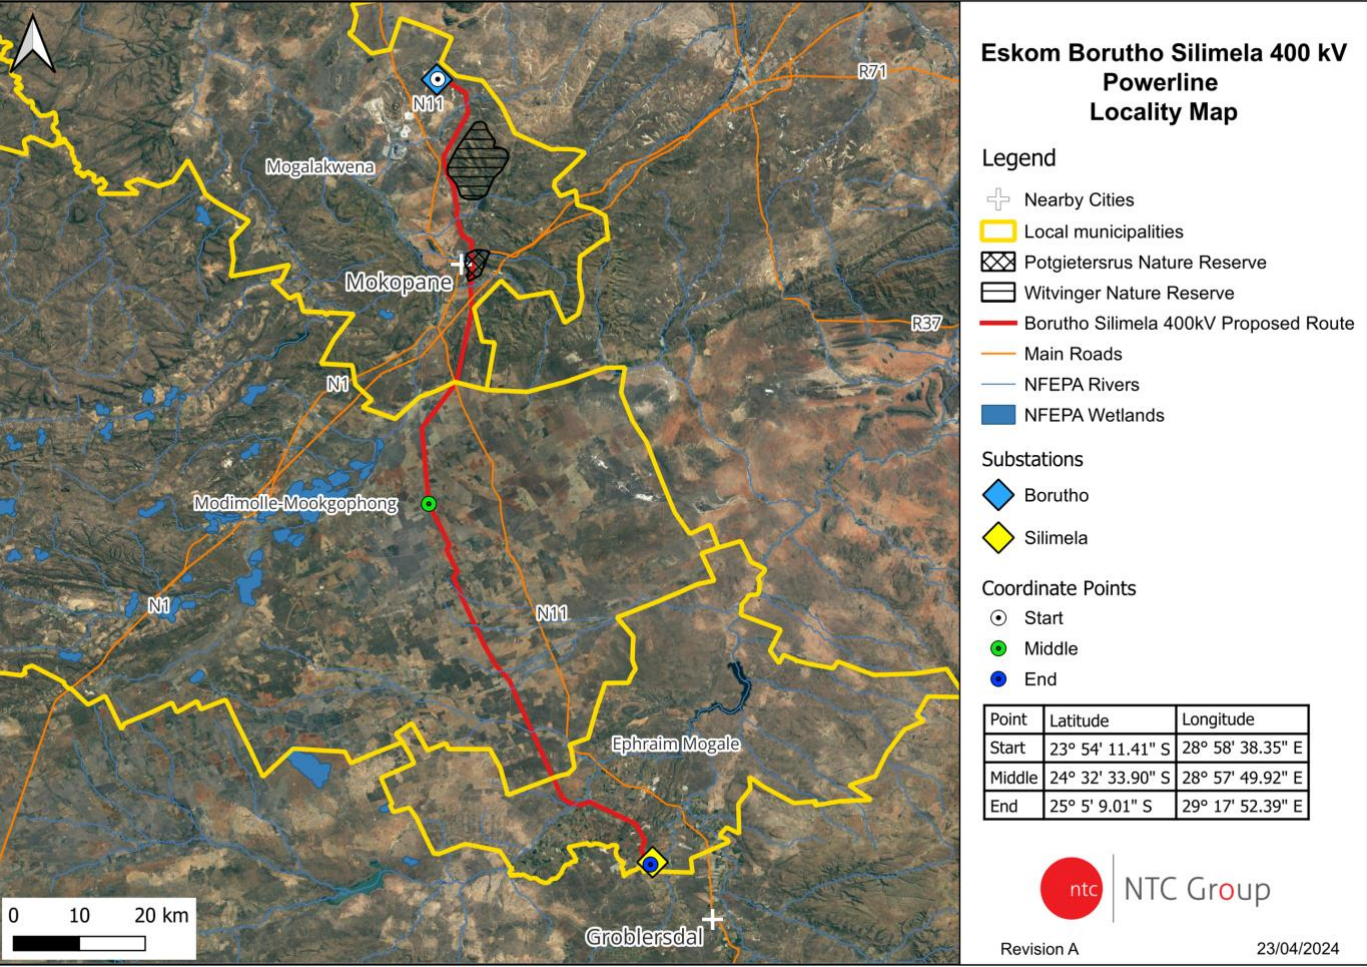 Eskom Borutho Silimela 400 kV
Powerline
Locality Map
Legend
Nearby Cities
Local municipalities
Potgietersrus Nature Reserve
Witvinger Nature Reserve
Borutho Silimela 400kV Proposed Route
Main Roads
NFEPA Rivers
NFEPA Wetlands
Substations
Borutho
Silimela
Coordinate Points
Start
Middle
End
Point Latitude Longitude
Start 23° 54' 11.41" S 28° 58' 38.35" E
Middle 24° 32' 33.90" S 28° 57' 49.92" E
End 25° 5' 9.01" S 29° 17' 52.39" E
ntc NTC Group
Revision A 23/04/2024
R71
N11
Mogalakwena
Mokopane
R37
N1
Modimolle-Mookgophong
N1
N11
Ephraim Mogale
Groblersdal
0 10 20 km